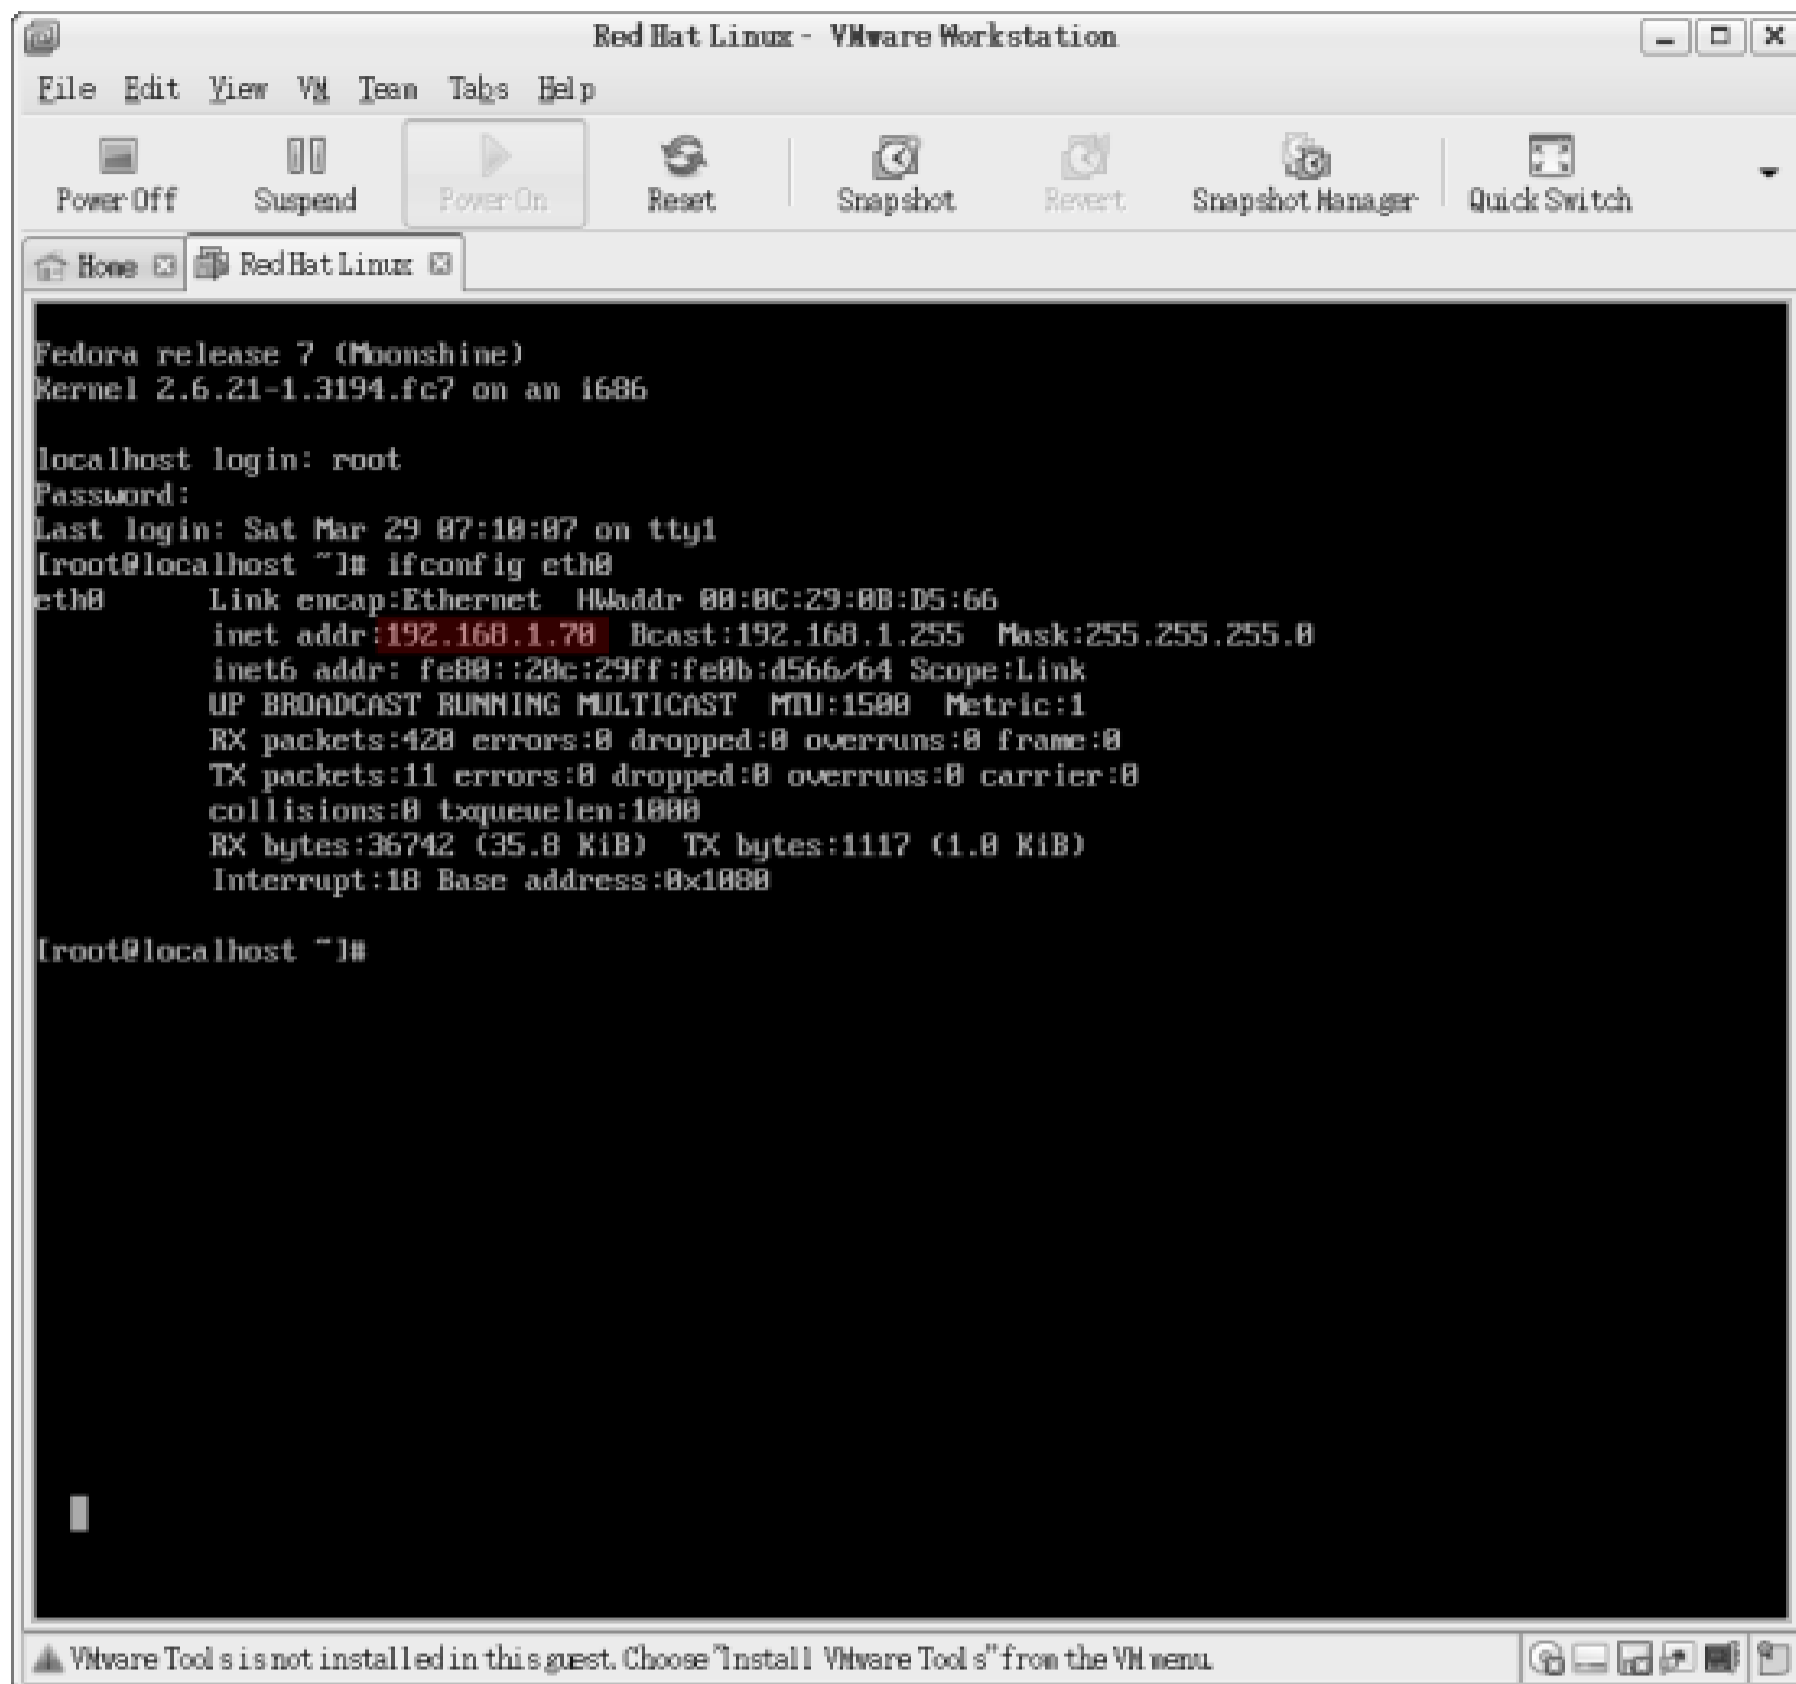 Red Hat Linux - VMware Workstation
File Edit View VM Team Tabs Help
Power Off Suspend Power On Reset Snapshot Revert Snapshot Manager Quick Switch
Home Red Hat Linux
Fedora release 7 (Moonshine)
Kernel 2.6.21-1.3194.fc7 on an i686
localhost login: root
Password:
Last login: Sat Mar 29 07:10:07 on tty1
[root@localhost ~]# ifconfig eth0
eth0 Link encap:Ethernet HWaddr 00:0C:29:0B:D5:66
inet addr:192.168.1.70 Bcast:192.168.1.255 Mask:255.255.255.0
inet6 addr: fe80::20c:29ff:fe0b:d566/64 Scope:Link
UP BROADCAST RUNNING MULTICAST MTU:1500 Metric:1
RX packets:420 errors:0 dropped:0 overruns:0 frame:0
TX packets:11 errors:0 dropped:0 overruns:0 carrier:0
collisions:0 txqueuelen:1000
RX bytes:36742 (35.8 KiB) TX bytes:1117 (1.0 KiB)
Interrupt:18 Base address:0x1080
[root@localhost ~]#
VMware Tools is not installed in this guest. Choose "Install VMware Tools" from the VM menu.